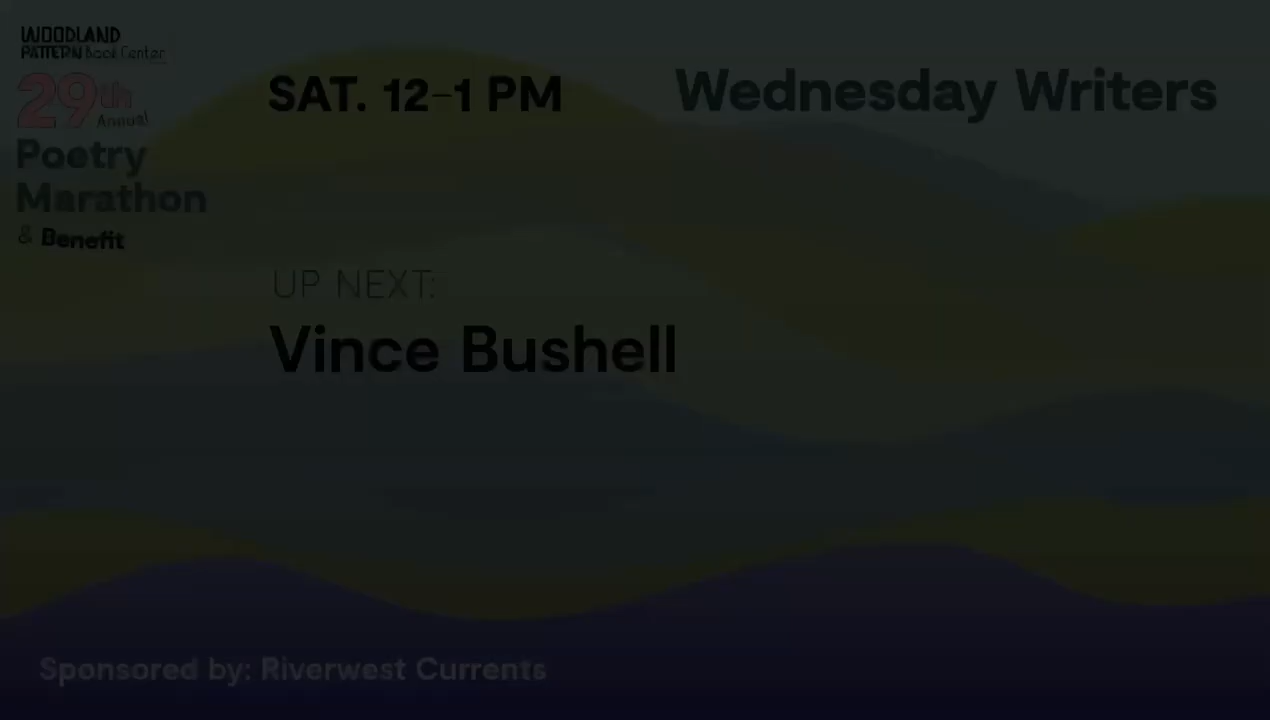 WOODLAND
PATTERN Book Center
29th
Annual
Poetry
Marathon
& Benefit
SAT. 12–1 PM
Wednesday Writers
UP NEXT:
Vince Bushell
Sponsored by: Riverwest Currents